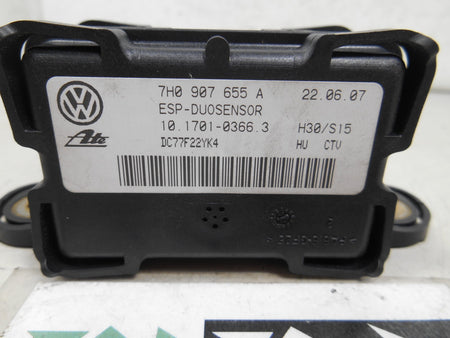 7H0 907 655 A 22.06.07
ESP-DUOSENSOR
10.1701-0366.3 H30/S15
Ate DC77F22YK4 HU CTV